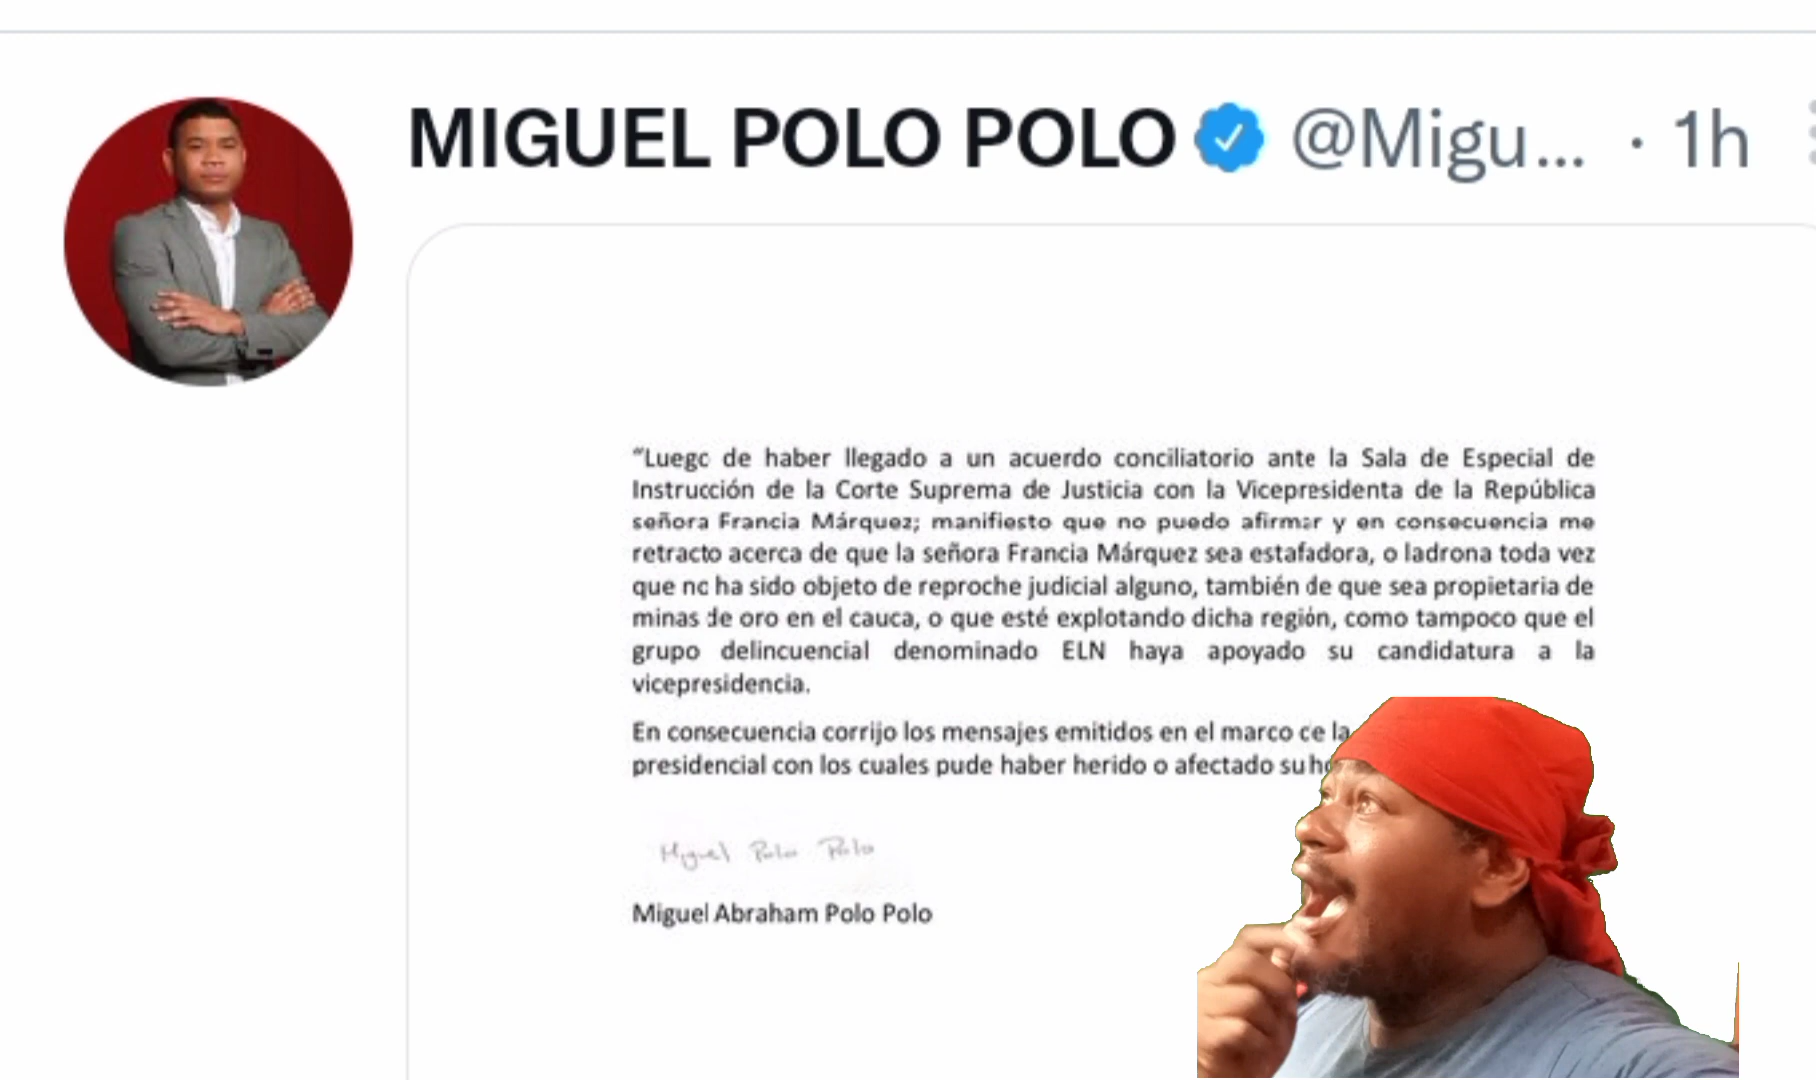 MIGUEL POLO POLO @Migu... · 1h
“Luego de haber llegado a un acuerdo conciliatorio ante la Sala de Especial de
Instrucción de la Corte Suprema de Justicia con la Vicepresidenta de la República
señora Francia Márquez; manifiesto que no puedo afirmar y en consecuencia me
retracto acerca de que la señora Francia Márquez sea estafadora, o ladrona toda vez
que no ha sido objeto de reproche judicial alguno, también de que sea propietaria de
minas de oro en el cauca, o que esté explotando dicha región, como tampoco que el
grupo delincuencial denominado ELN haya apoyado su candidatura a la
vicepresidencia.
En consecuencia corrijo los mensajes emitidos en el marco de la
presidencial con los cuales pude haber herido o afectado su
Miguel Polo Polo
Miguel Abraham Polo Polo